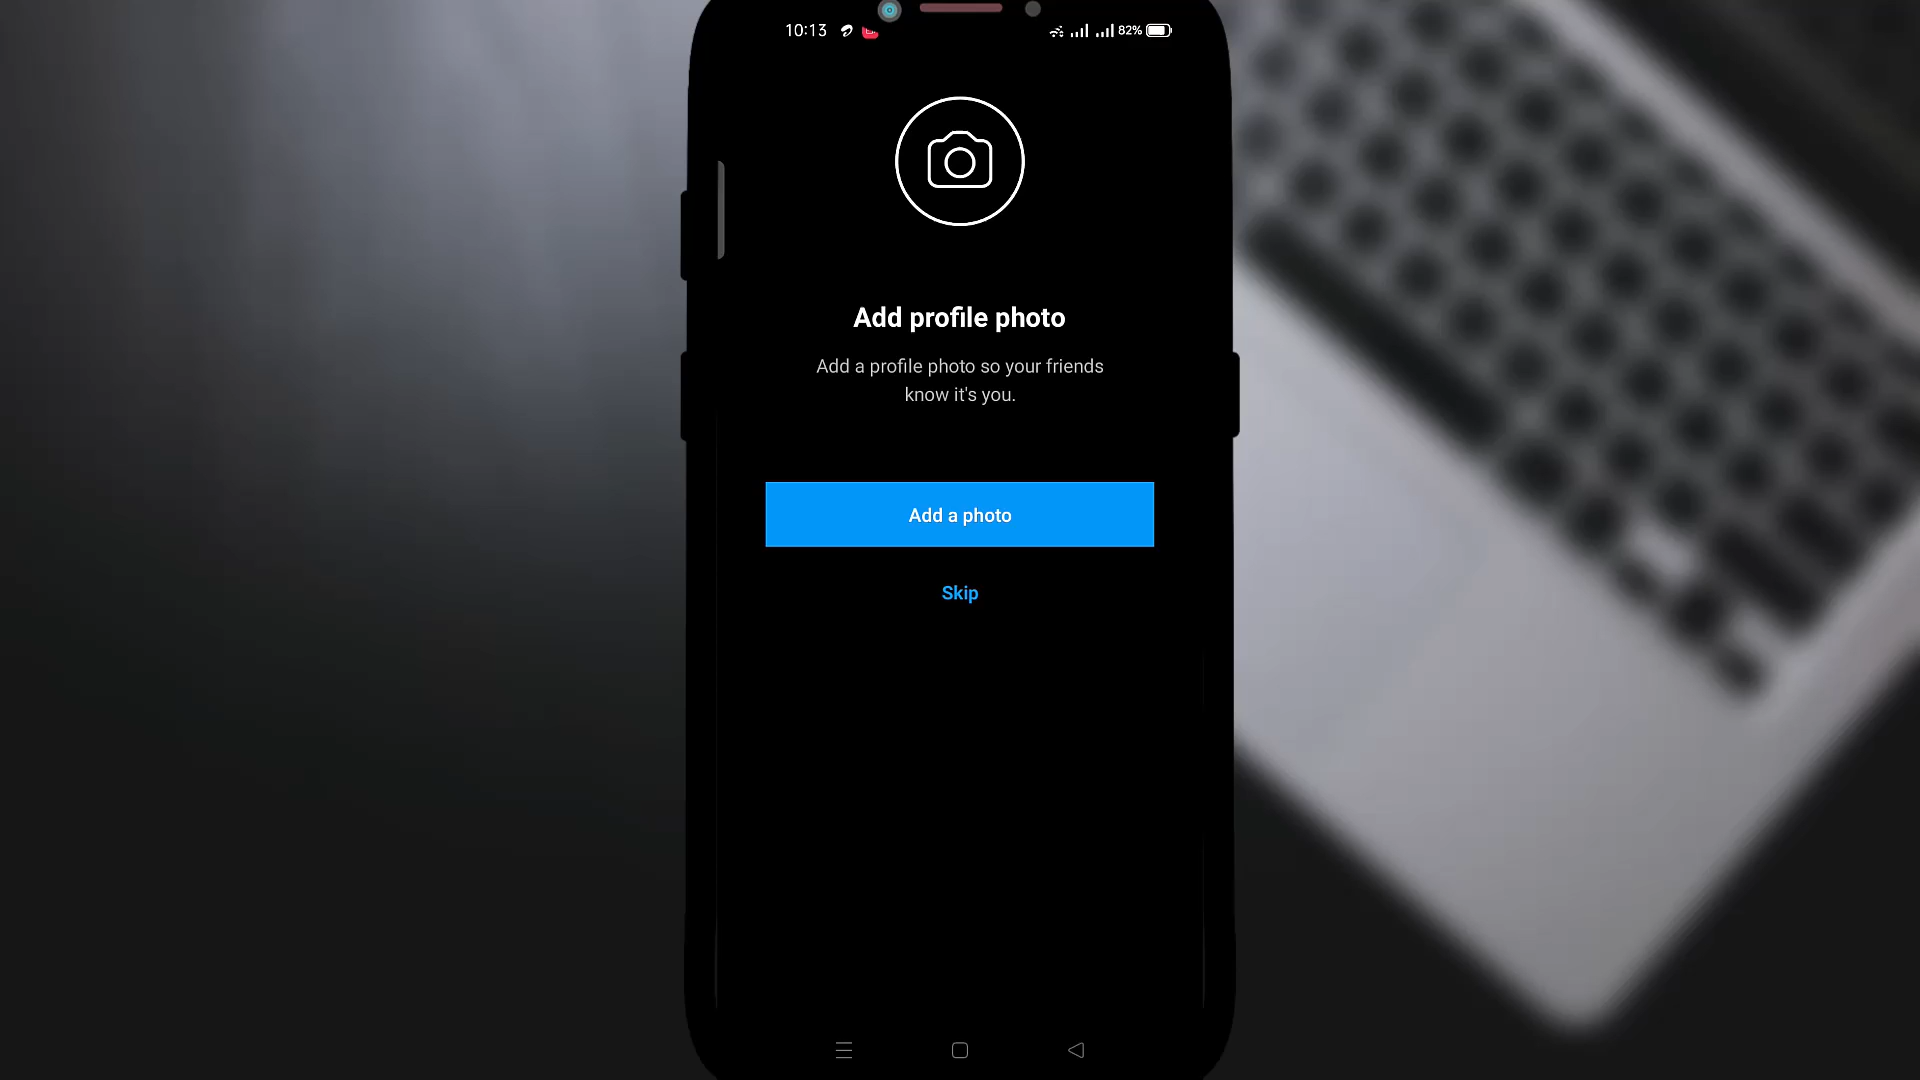 10:13
82%
Add profile photo
Add a profile photo so your friends
know it's you.
Add a photo
Skip